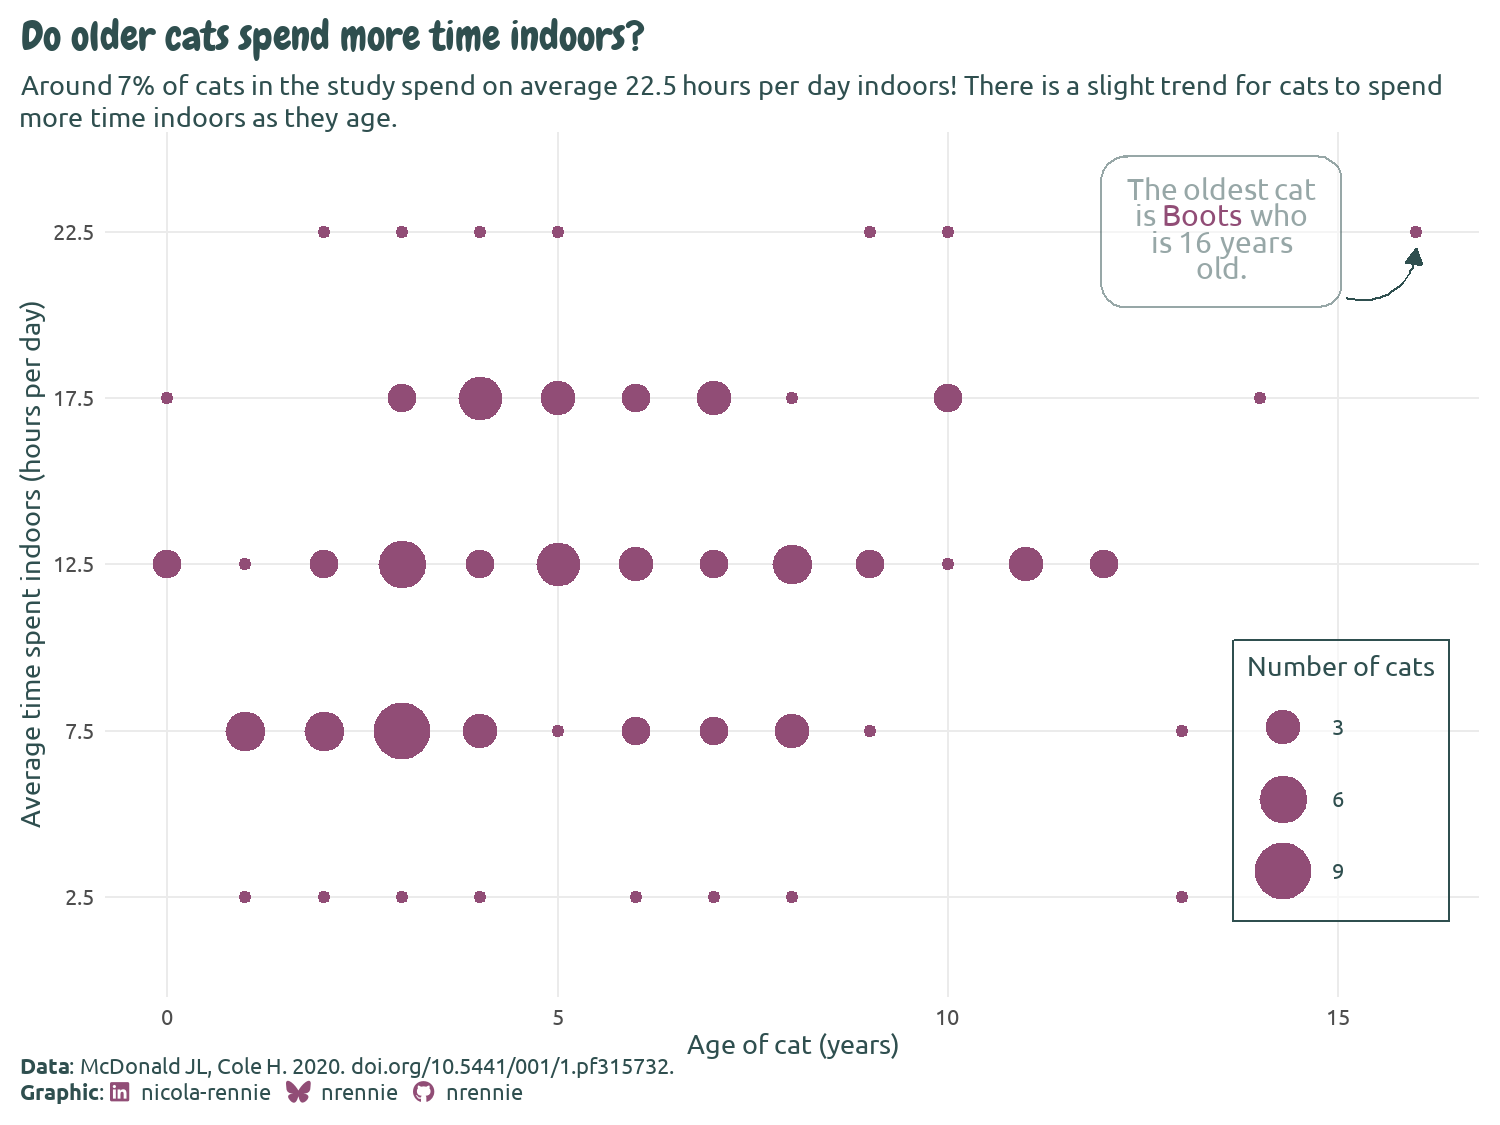 Do older cats spend more time indoors?
Around 7% of cats in the study spend on average 22.5 hours per day indoors! There is a slight trend for cats to spend
more time indoors as they age.
The oldest cat
is Boots who
is 16 years
old.
Average time spent indoors (hours per day)
22.5
17.5
12.5
7.5
2.5
Number of cats
3
6
9
0 5 10 15
Age of cat (years)
Data: McDonald JL, Cole H. 2020. doi.org/10.5441/001/1.pf315732.
Graphic: nicola-rennie nrennie nrennie